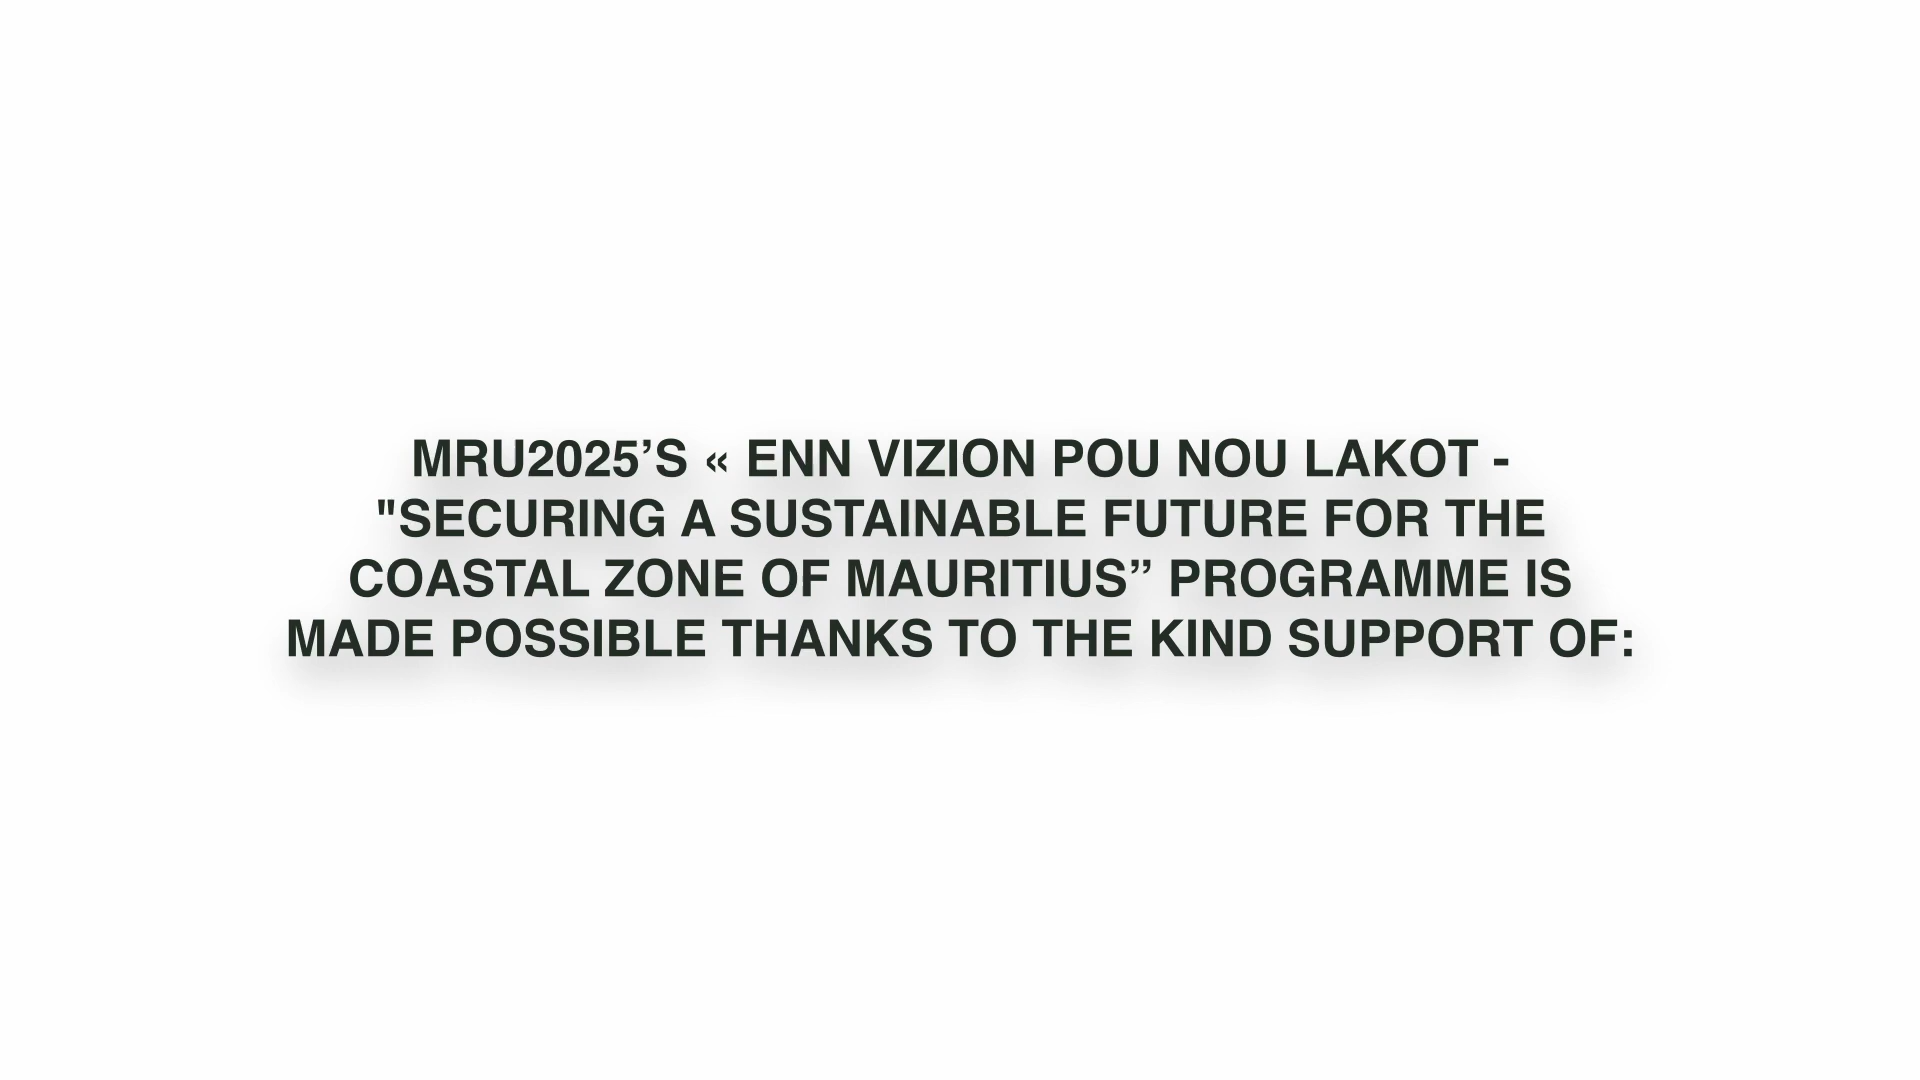 MRU2025’S « ENN VIZION POU NOU LAKOT -
"SECURING A SUSTAINABLE FUTURE FOR THE
COASTAL ZONE OF MAURITIUS” PROGRAMME IS
MADE POSSIBLE THANKS TO THE KIND SUPPORT OF: